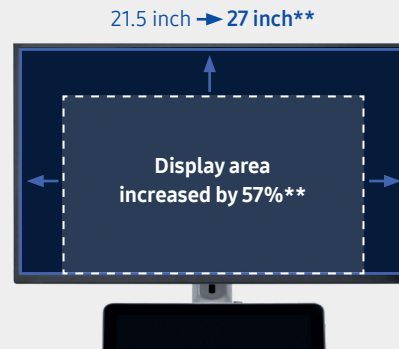 21.5 inch → 27 inch**
Display area
increased by 57%**